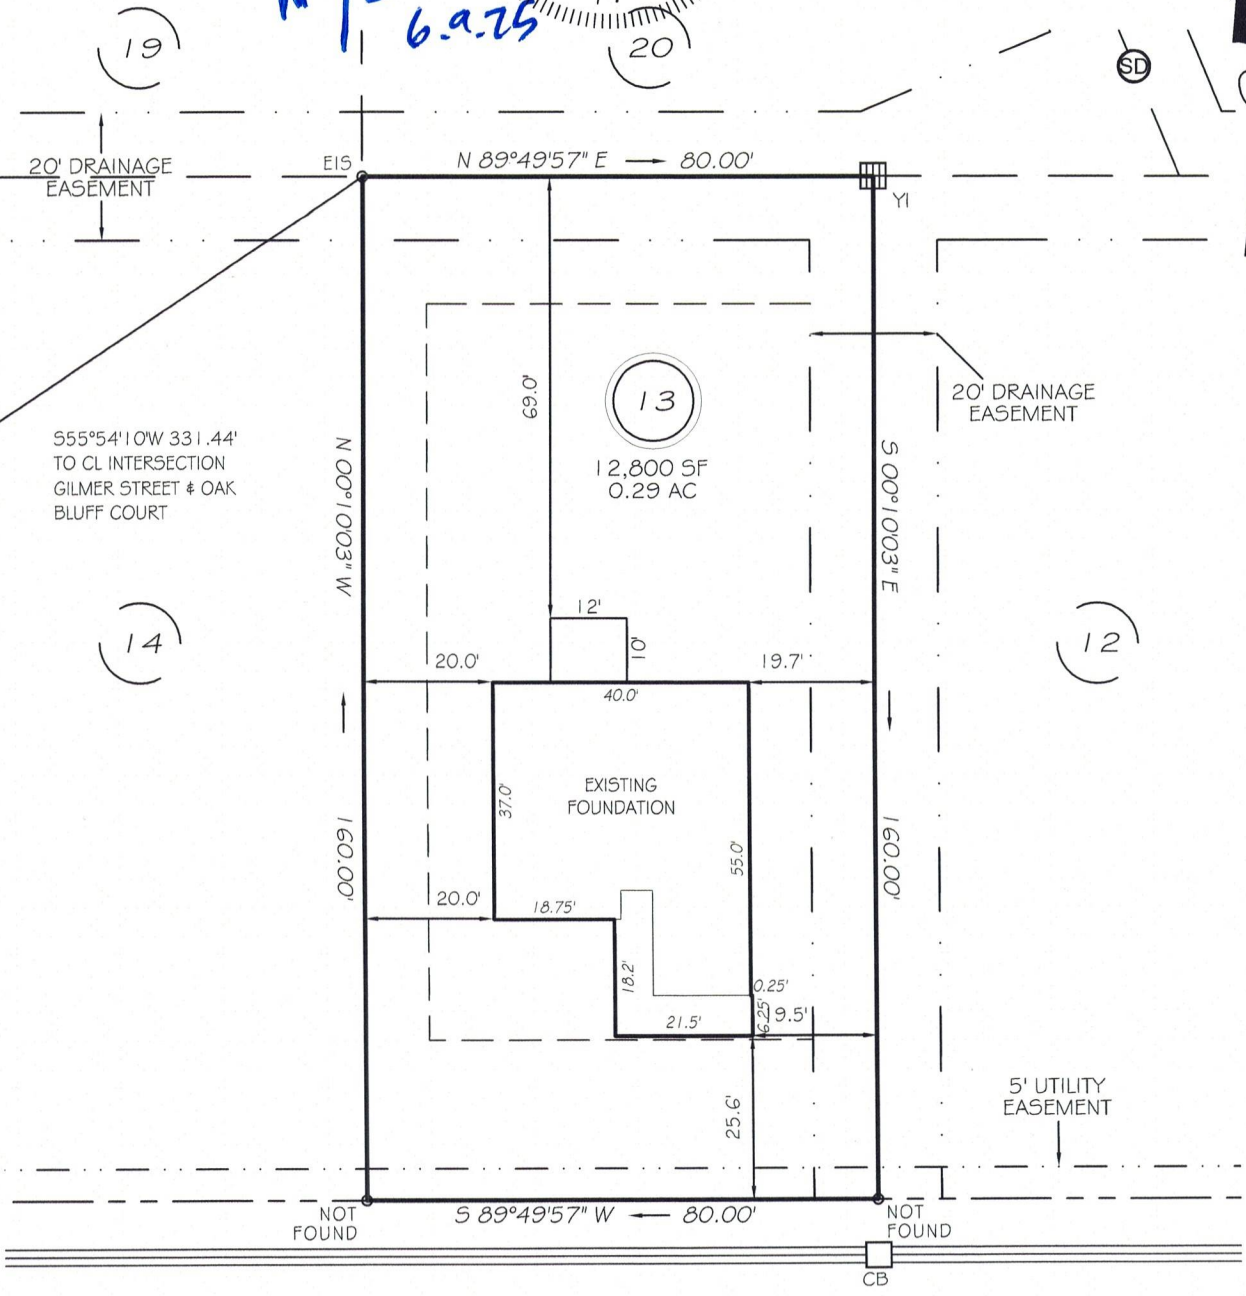 6.9.25
19
20
SD
20' DRAINAGE
EASEMENT
EIS
N 89°49'57" E
80.00'
YI
69.0'
13
12,800 SF
0.29 AC
20' DRAINAGE
EASEMENT
S55°54'10"W 331.44'
TO CL INTERSECTION
GILMER STREET & OAK
BLUFF COURT
N 00°10'03" W
160.00'
S 00°10'03" E
160.00'
14
12
12'
10'
20.0'
19.7'
40.0'
EXISTING
FOUNDATION
37.0'
55.0'
20.0'
18.75'
18.2'
0.25'
6.25'
21.5'
19.5'
25.6'
5' UTILITY
EASEMENT
NOT
FOUND
S 89°49'57" W
80.00'
NOT
FOUND
CB